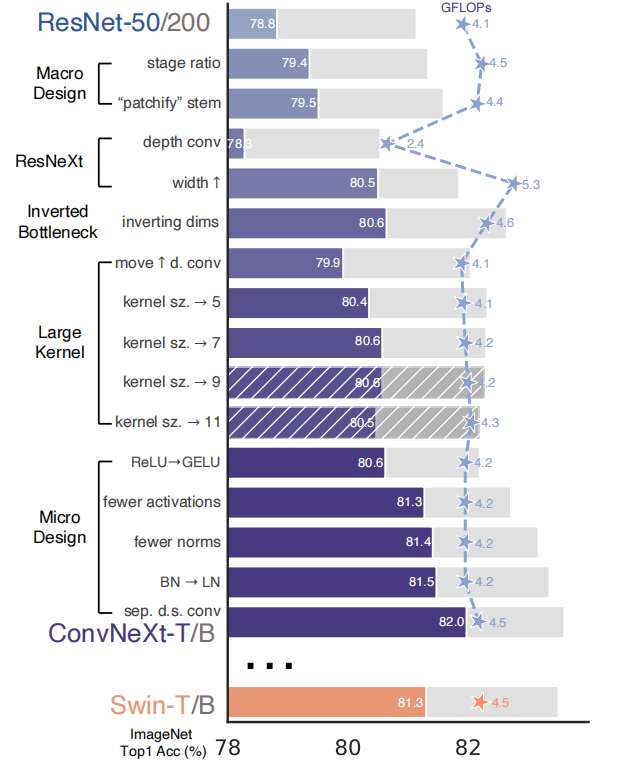 GFLOPs
ResNet-50/200 78.8 4.1
Macro
Design
stage ratio 79.4 4.5
“patchify” stem 79.5 4.4
ResNeXt
depth conv 78.3 2.4
width ↑ 80.5 5.3
Inverted
Bottleneck
inverting dims 80.6 4.6
Large
Kernel
move ↑ d. conv 79.9 4.1
kernel sz. → 5 80.4 4.1
kernel sz. → 7 80.6 4.2
kernel sz. → 9 80.6 4.2
kernel sz. → 11 80.5 4.3
Micro
Design
ReLU→GELU 80.6 4.2
fewer activations 81.3 4.2
fewer norms 81.4 4.2
BN → LN 81.5 4.2
sep. d.s. conv 82.0 4.5
ConvNeXt-T/B
...
Swin-T/B 81.3 4.5
ImageNet
Top1 Acc (%) 78 80 82